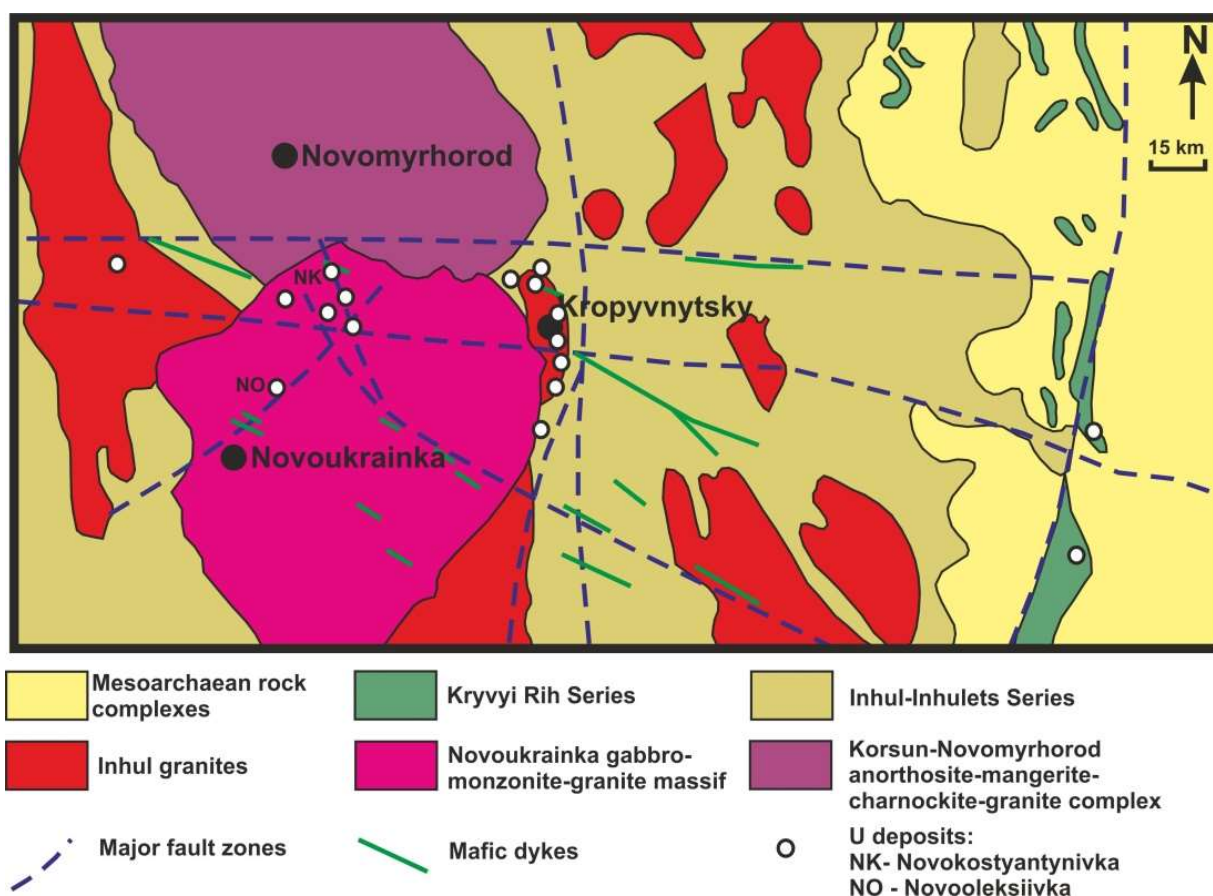 N
15 km
Novomyrhorod
NK
Kropyvnytsky
NO
Novoukrainka
Mesoarchaean rock
complexes
Kryvyi Rih Series
Inhul-Inhulets Series
Inhul granites
Novoukrainka gabbro-
monzonite-granite massif
Korsun-Novomyrhorod
anorthosite-mangerite-
charnockite-granite complex
Major fault zones
Mafic dykes
U deposits:
NK- Novokostyantynivka
NO - Novooleksiivka